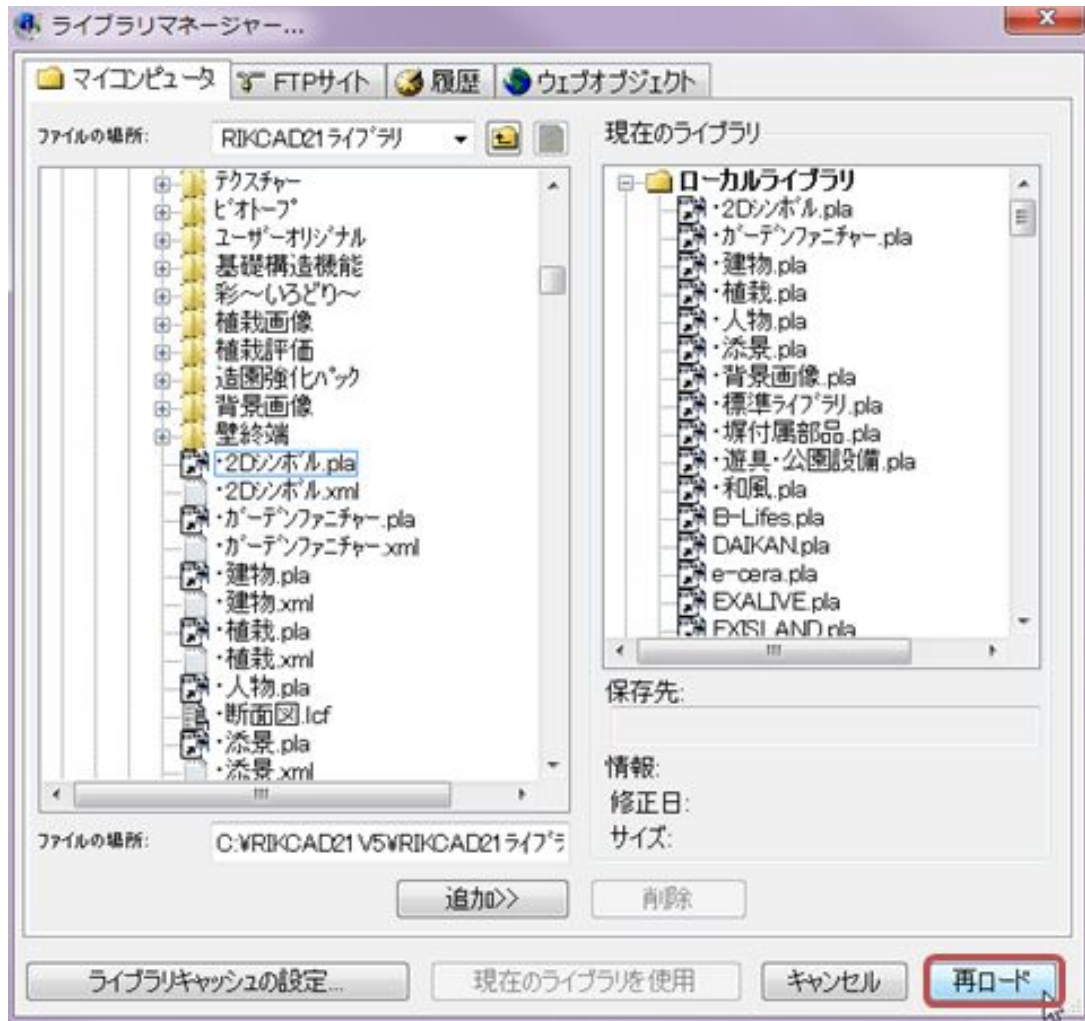 ライブラリマネージャー...
マイコンピュータ FTPサイト 履歴 ウェブオブジェクト
ファイルの場所: RIKCAD21ライブラリ
テクスチャー
ビオトープ
ユーザーオリジナル
基礎構造機能
彩～いろどり～
植栽画像
植栽評価
造園強化パック
背景画像
壁終端
・2Dシンボル.pla
・2Dシンボル.xml
・ガーデンファニチャー.pla
・ガーデンファニチャー.xml
・建物.pla
・建物.xml
・植栽.pla
・植栽.xml
・人物.pla
・断面図.lcf
・添景.pla
・添景.xml
ファイルの場所: C:¥RIKCAD21 V5¥RIKCAD21ライブラ
追加>>
現在のライブラリ
ローカルライブラリ
・2Dシンボル.pla
・ガーデンファニチャー.pla
・建物.pla
・植栽.pla
・人物.pla
・添景.pla
・背景画像.pla
・標準ライブラリ.pla
・塀付属部品.pla
・遊具・公園設備.pla
・和風.pla
B-Lifes.pla
DAIKAN.pla
e-cera.pla
EXALIVE.pla
EXISLAND.pla
保存先:
情報:
修正日:
サイズ:
削除
ライブラリキャッシュの設定... 現在のライブラリを使用 キャンセル 再ロード